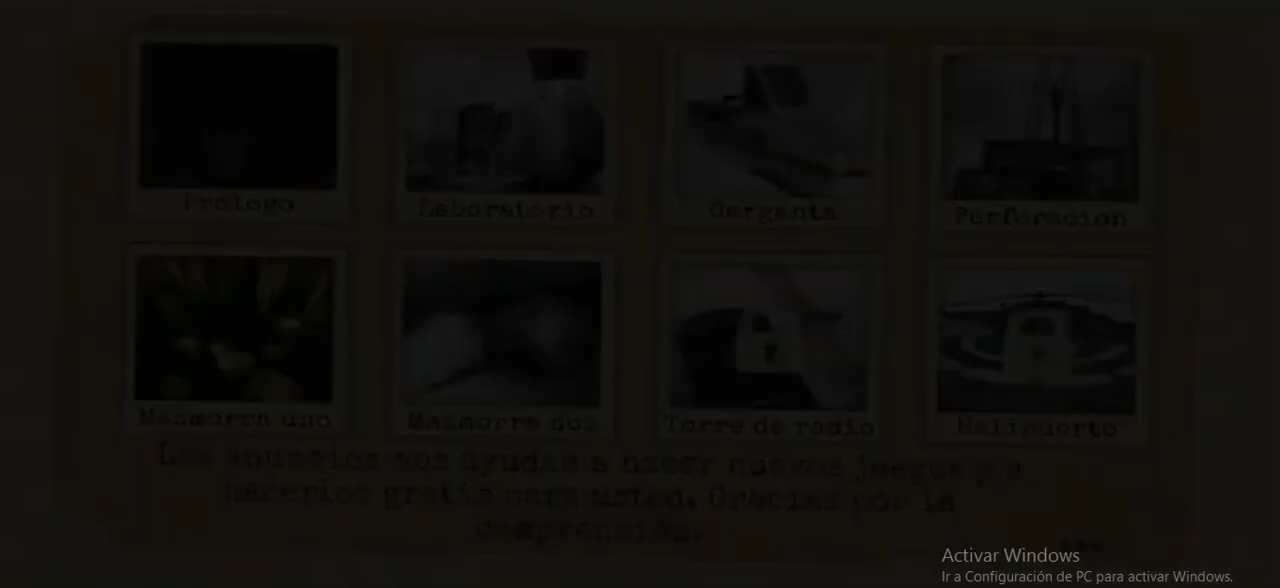 Prólogo
Laboratorio
Garganta
Perforacion
Mazmorra uno
Mazmorra dos
Torre de radio
Helipuerto
Los anuncios nos ayudan a hacer nuevos juegos y a
hacerlos gratis para usted. Gracias por la
comprensión.
Activar Windows
Ir a Configuración de PC para activar Windows.